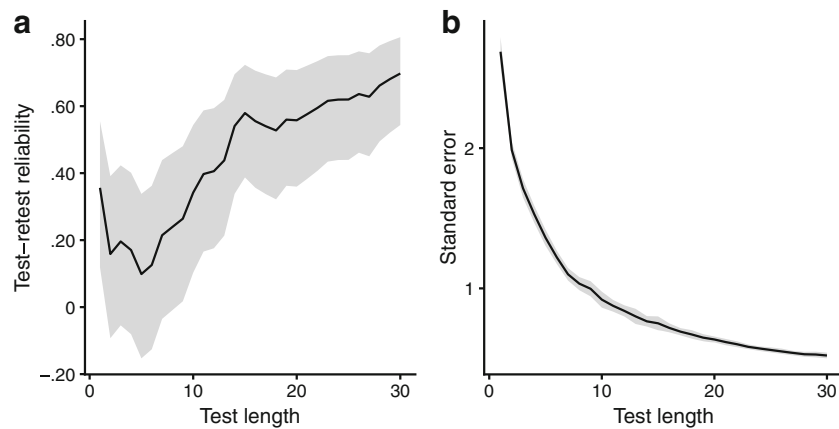 a
Test−retest reliability
.80
.60
.40
.20
0
−.20
0
10
20
30
Test length
b
Standard error
2
1
0
10
20
30
Test length